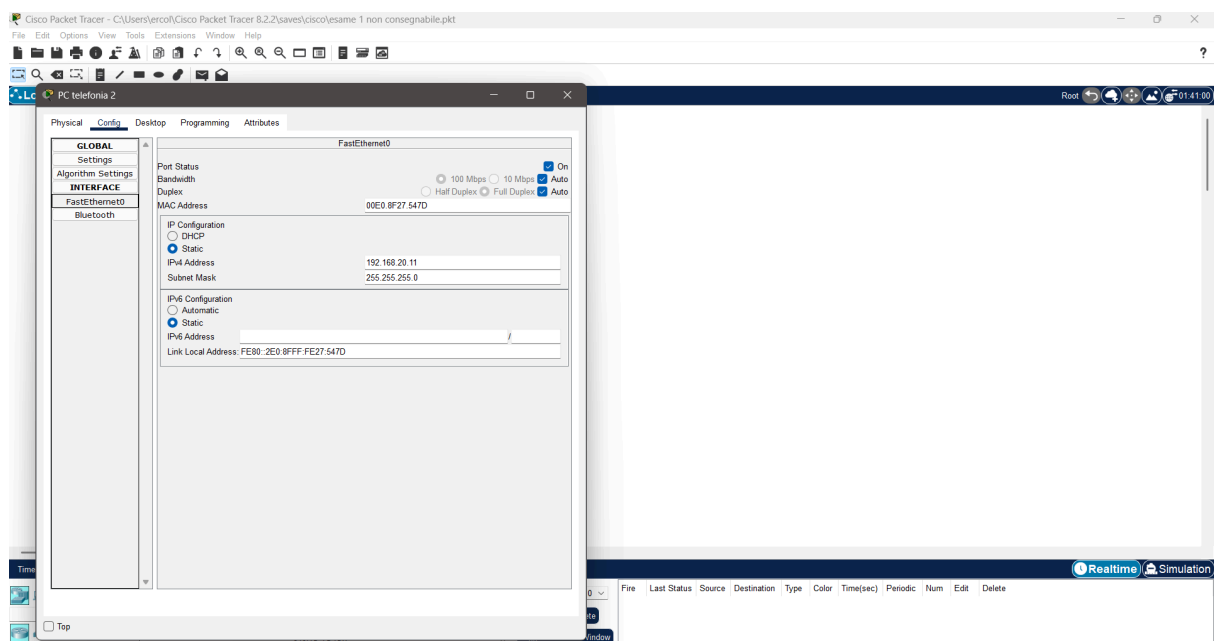 Cisco Packet Tracer - C:\Users\ercol\Cisco Packet Tracer 8.2.2\saves\cisco\esame 1 non consegnabile.pkt
File Edit Options View Tools Extensions Window Help
?
Lo
Root 01:41:00
PC telefonia 2
Physical Config Desktop Programming Attributes
GLOBAL
Settings
Algorithm Settings
INTERFACE
FastEthernet0
Bluetooth
FastEthernet0
Port Status On
Bandwidth 100 Mbps 10 Mbps Auto
Duplex Half Duplex Full Duplex Auto
MAC Address 00E0.8F27.547D
IP Configuration
DHCP
Static
IPv4 Address 192.168.20.11
Subnet Mask 255.255.255.0
IPv6 Configuration
Automatic
Static
IPv6 Address /
Link Local Address: FE80::2E0:8FFF:FE27:547D
Time
Realtime Simulation
0 Fire Last Status Source Destination Type Color Time(sec) Periodic Num Edit Delete
Top